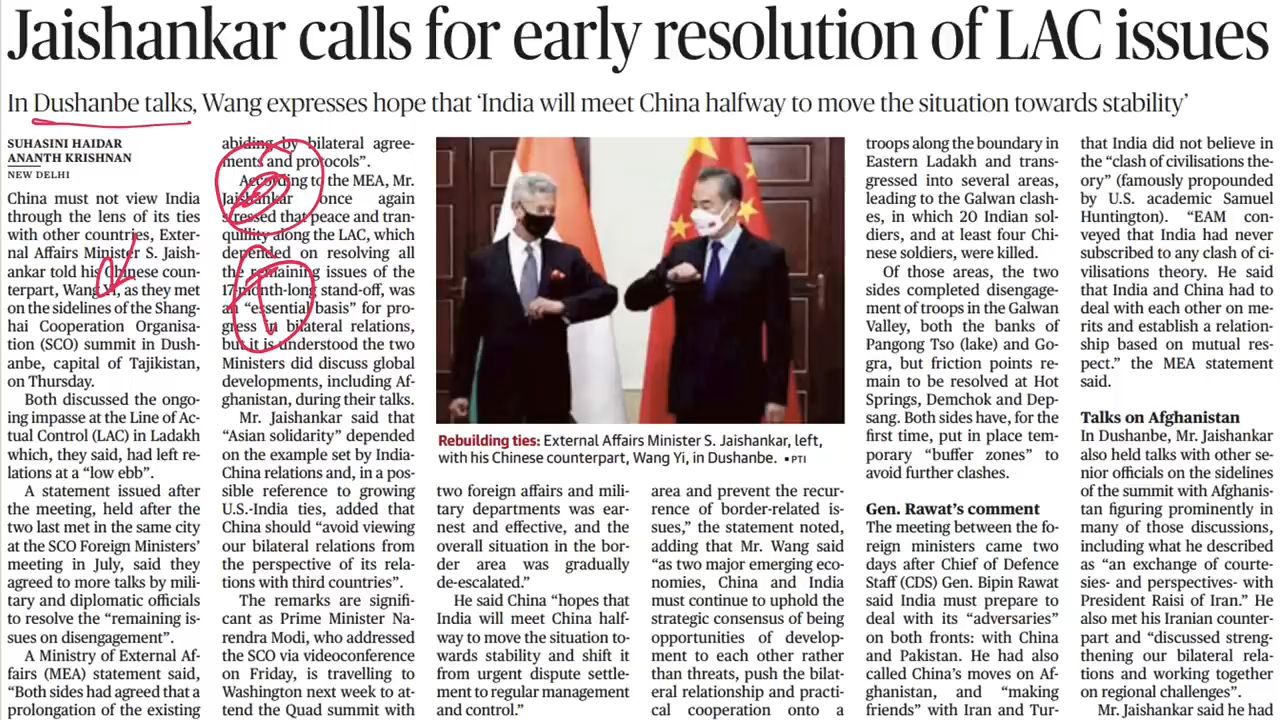 Jaishankar calls for early resolution of LAC issues
In Dushanbe talks, Wang expresses hope that ‘India will meet China halfway to move the situation towards stability’
SUHASINI HAIDAR
ANANTH KRISHNAN
NEW DELHI
China must not view India
through the lens of its ties
with other countries, Exter-
nal Affairs Minister S. Jaish-
ankar told his Chinese coun-
terpart, Wang Yi, as they met
on the sidelines of the Shang-
hai Cooperation Organisa-
tion (SCO) summit in Dush-
anbe, capital of Tajikistan,
on Thursday.
Both discussed the ongo-
ing impasse at the Line of Ac-
tual Control (LAC) in Ladakh
which, they said, had left re-
lations at a “low ebb”.
A statement issued after
the meeting, held after the
two last met in the same city
at the SCO Foreign Ministers’
meeting in July, said they
agreed to more talks by mili-
tary and diplomatic officials
to resolve the “remaining is-
sues on disengagement”.
A Ministry of External Af-
fairs (MEA) statement said,
“Both sides had agreed that a
prolongation of the existing
abiding by bilateral agree-
ments and protocols”.
According to the MEA, Mr.
Jaishankar once again
stressed that peace and tran-
quillity along the LAC, which
depended on resolving all
the remaining issues of the
17-month-long stand-off, was
an “essential basis” for pro-
gress in bilateral relations,
but it is understood the two
Ministers did discuss global
developments, including Af-
ghanistan, during their talks.
Mr. Jaishankar said that
“Asian solidarity” depended
on the example set by India-
China relations and, in a pos-
sible reference to growing
U.S.-India ties, added that
China should “avoid viewing
our bilateral relations from
the perspective of its rela-
tions with third countries”.
The remarks are signifi-
cant as Prime Minister Na-
rendra Modi, who addressed
the SCO via videoconference
on Friday, is travelling to
Washington next week to at-
tend the Quad summit with
Rebuilding ties: External Affairs Minister S. Jaishankar, left,
with his Chinese counterpart, Wang Yi, in Dushanbe. ▪PTI
two foreign affairs and mili-
tary departments was ear-
nest and effective, and the
overall situation in the bor-
der area was gradually
de-escalated.”
He said China “hopes that
India will meet China half-
way to move the situation to-
wards stability and shift it
from urgent dispute settle-
ment to regular management
and control.”
area and prevent the recur-
rence of border-related is-
sues,” the statement noted,
adding that Mr. Wang said
“as two major emerging eco-
nomies, China and India
must continue to uphold the
strategic consensus of being
opportunities of develop-
ment to each other rather
than threats, push the bilat-
eral relationship and practi-
cal cooperation onto a
troops along the boundary in
Eastern Ladakh and trans-
gressed into several areas,
leading to the Galwan clash-
es, in which 20 Indian sol-
diers, and at least four Chi-
nese soldiers, were killed.
Of those areas, the two
sides completed disengage-
ment of troops in the Galwan
Valley, both the banks of
Pangong Tso (lake) and Go-
gra, but friction points re-
main to be resolved at Hot
Springs, Demchok and Dep-
sang. Both sides have, for the
first time, put in place tem-
porary “buffer zones” to
avoid further clashes.
Gen. Rawat’s comment
The meeting between the fo-
reign ministers came two
days after Chief of Defence
Staff (CDS) Gen. Bipin Rawat
said India must prepare to
deal with its “adversaries”
on both fronts: with China
and Pakistan. He had also
called China’s moves on Af-
ghanistan, and “making
friends” with Iran and Tur-
that India did not believe in
the “clash of civilisations the-
ory” (famously propounded
by U.S. academic Samuel
Huntington). “EAM con-
veyed that India had never
subscribed to any clash of ci-
vilisations theory. He said
that India and China had to
deal with each other on me-
rits and establish a relation-
ship based on mutual res-
pect.” the MEA statement
said.
Talks on Afghanistan
In Dushanbe, Mr. Jaishankar
also held talks with other se-
nior officials on the sidelines
of the summit with Afghanis-
tan figuring prominently in
many of those discussions,
including what he described
as “an exchange of courte-
sies- and perspectives- with
President Raisi of Iran.” He
also met his Iranian counter-
part and “discussed streng-
thening our bilateral rela-
tions and working together
on regional challenges”.
Mr. Jaishankar said he had